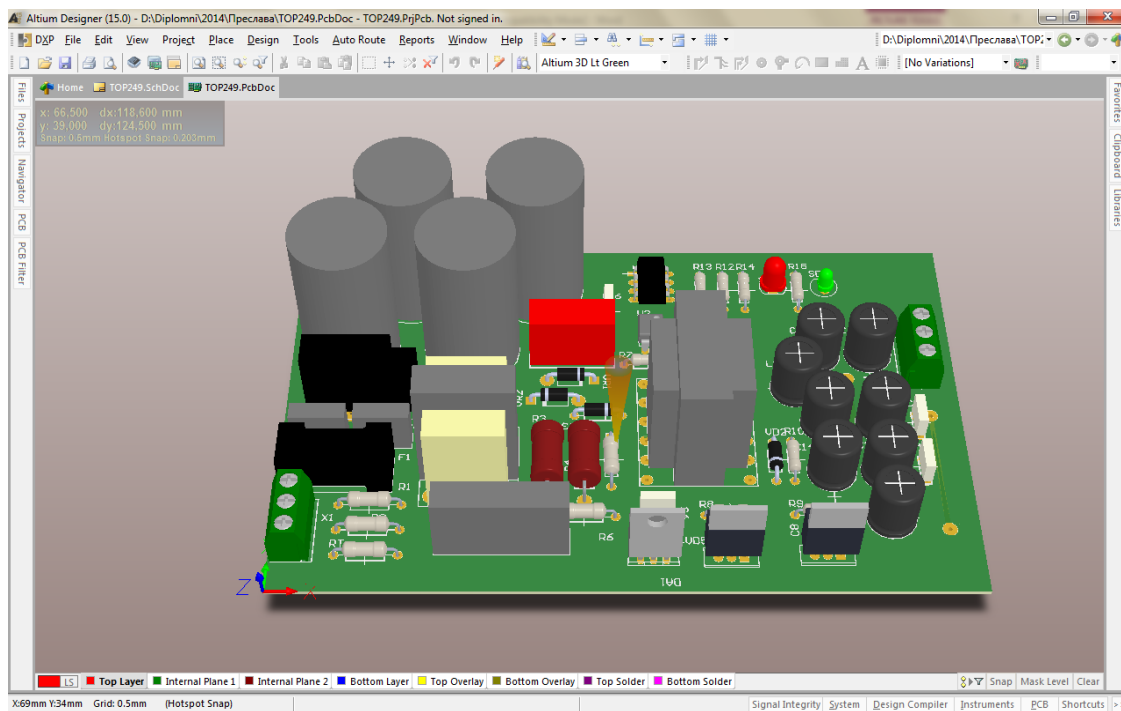 Altium Designer (15.0) - D:\Diplomni\2014\Преслава\TOP249.PcbDoc - TOP249.PrjPcb. Not signed in.
DXP File Edit View Project Place Design Tools Auto Route Reports Window Help
D:\Diplomni\2014\Преслава\TOP
Altium 3D Lt Green
[No Variations]
Home TOP249.SchDoc TOP249.PcbDoc
x: 66.500 dx:118.600 mm
y: 39.000 dy:124.500 mm
Snap: 0.5mm Hotspot Snap: 0.203mm
Files
Projects
Navigator
PCB
PCB Filter
Favorites
Clipboard
Libraries
R13 R12 R14 R16
R3
F1
R1
VD2 R10
X1
RT
R6
R8
R9
C8
DA1
Z
X
LS Top Layer Internal Plane 1 Internal Plane 2 Bottom Layer Top Overlay Bottom Overlay Top Solder Bottom Solder
Snap Mask Level Clear
X:69mm Y:34mm Grid: 0.5mm (Hotspot Snap)
Signal Integrity System Design Compiler Instruments PCB Shortcuts >